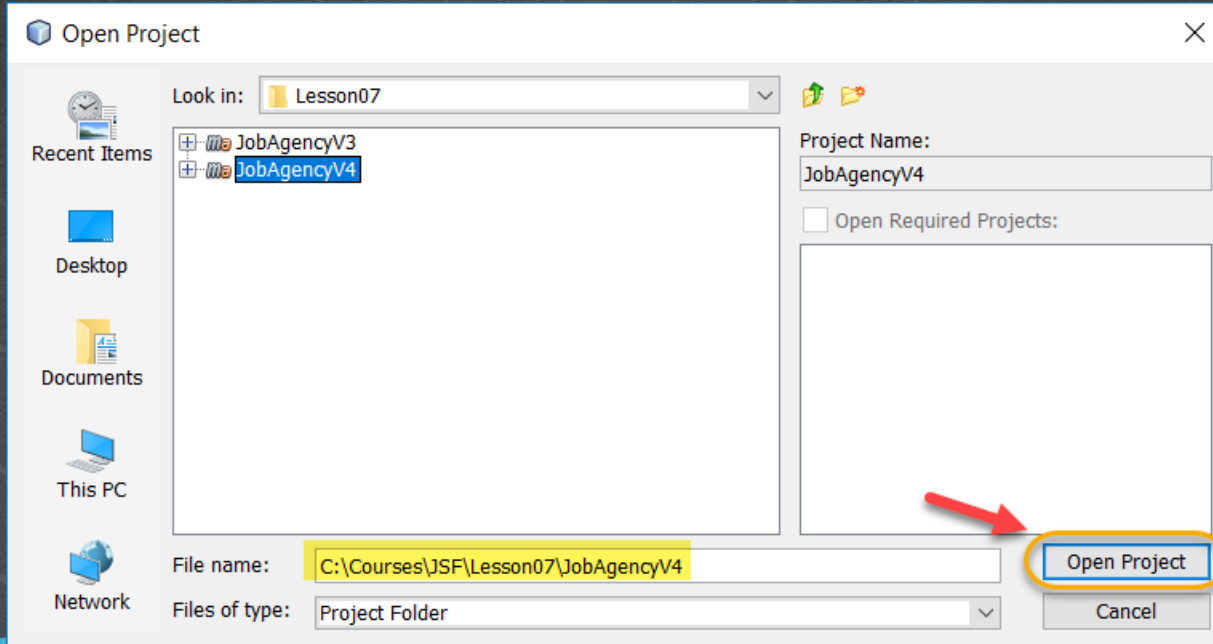 Open Project
Look in: Lesson07
Recent Items
Desktop
Documents
This PC
Network
JobAgencyV3
JobAgencyV4
Project Name:
JobAgencyV4
Open Required Projects:
File name: C:\Courses\JSF\Lesson07\JobAgencyV4
Open Project
Files of type: Project Folder
Cancel